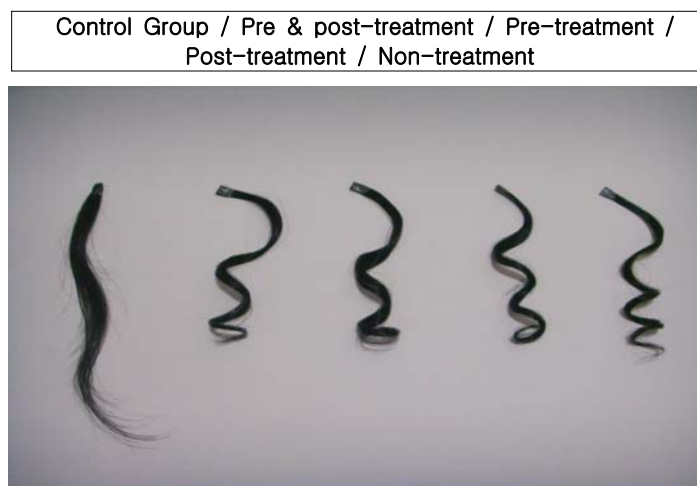 Control Group / Pre & post-treatment / Pre-treatment /
Post-treatment / Non-treatment